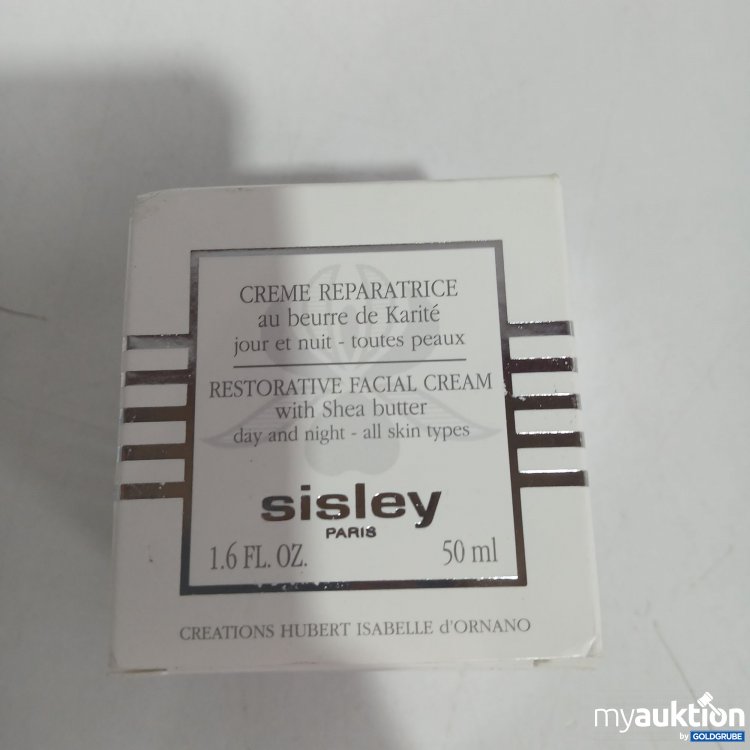 CREME REPARATRICE
au beurre de Karité
jour et nuit - toutes peaux
RESTORATIVE FACIAL CREAM
with Shea butter
day and night - all skin types
sisley
PARIS
1.6 FL. OZ. 50 ml
CREATIONS HUBERT ISABELLE d'ORNANO
myauktion
by GOLDGRUBE